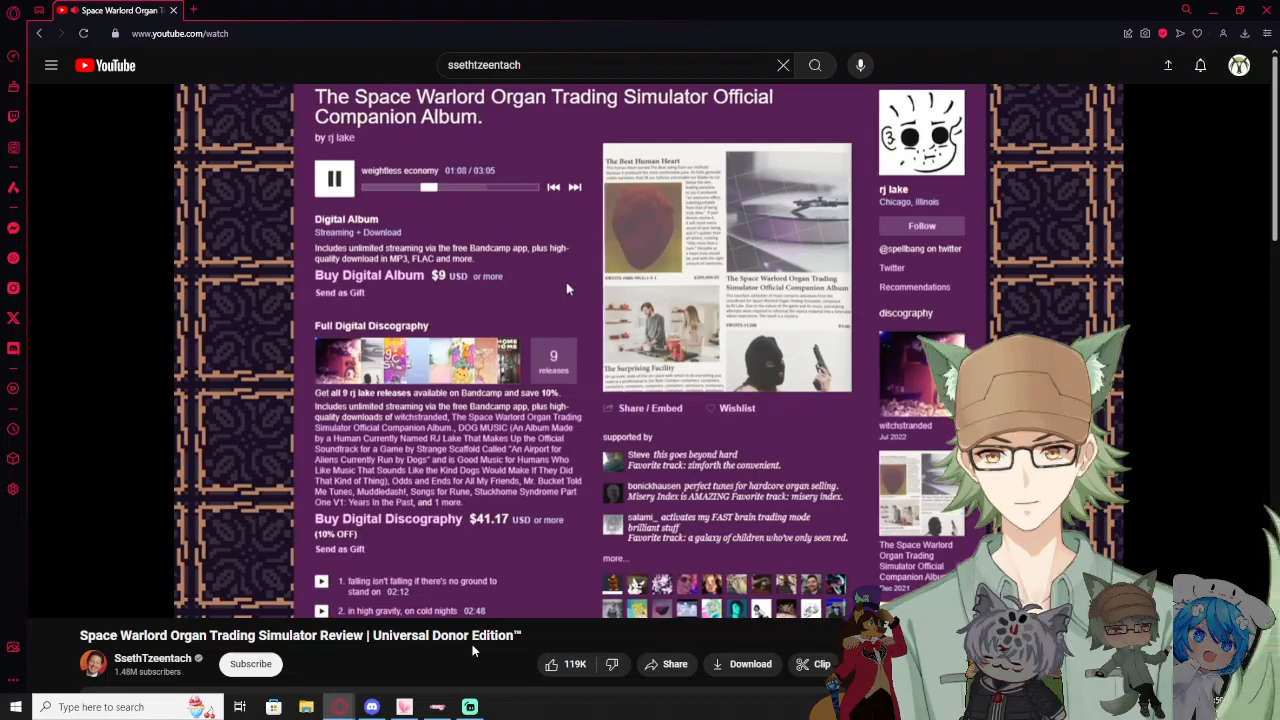 Space Warlord Organ Tra
www.youtube.com/watch
YouTube
ssethtzeentach
The Space Warlord Organ Trading Simulator Official
Companion Album.
by rj lake
weightless economy 01:08 / 03:05
Digital Album
Streaming + Download
Includes unlimited streaming via the free Bandcamp app, plus high-
quality download in MP3, FLAC and more.
Buy Digital Album $9 USD or more
Send as Gift
Full Digital Discography
9
releases
Get all 9 rj lake releases available on Bandcamp and save 10%.
Includes unlimited streaming via the free Bandcamp app, plus high-
quality downloads of witchstranded, The Space Warlord Organ Trading
Simulator Official Companion Album., DOG MUSIC (An Album Made
by a Human Currently Named RJ Lake That Makes Up the Official
Soundtrack for a Game by Strange Scaffold Called "An Airport for
Aliens Currently Run by Dogs" and is Good Music for Humans Who
Like Music That Sounds Like the Kind Dogs Would Make If They Did
That Kind of Thing), Odds and Ends for All My Friends, Mr. Bucket Told
Me Tunes, Muddledash!, Songs for Rune, Stuckhome Syndrome Part
One V1: Years In the Past, and 1 more.
Buy Digital Discography $41.17 USD or more
(10% OFF)
Send as Gift
1. falling isn't falling if there's no ground to
stand on 02:12
2. in high gravity, on cold nights 02:48
The Best Human Heart
The Space Warlord Organ Trading
Simulator Official Companion Album
The Surprising Facility
Share / Embed
Wishlist
supported by
Steve this goes beyond hard
Favorite track: zimforth the convenient.
bonickhausen perfect tunes for hardcore organ selling.
Misery Index is AMAZING Favorite track: misery index.
salami_ activates my FAST brain trading mode
brilliant stuff
Favorite track: a galaxy of children who've only seen red.
more...
rj lake
Chicago, Illinois
Follow
@spellbang on twitter
Twitter
Recommendations
discography
witchstranded
Jul 2022
The Space Warlord
Organ Trading
Simulator Official
Companion Albu
Dec 2021
Space Warlord Organ Trading Simulator Review | Universal Donor Edition™
SsethTzeentach
1.48M subscribers
Subscribe
119K
Share
Download
Clip
Type here to search